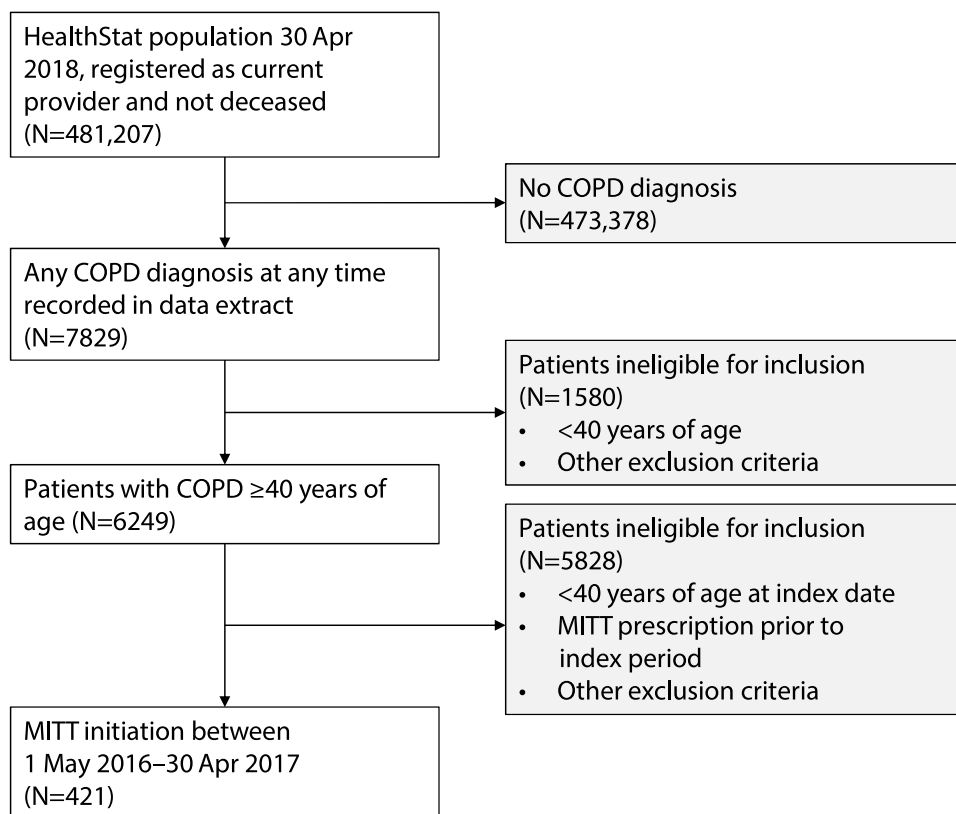 HealthStat population 30 Apr
2018, registered as current
provider and not deceased
(N=481,207)
No COPD diagnosis
(N=473,378)
Any COPD diagnosis at any time
recorded in data extract
(N=7829)
Patients ineligible for inclusion
(N=1580)
• <40 years of age
• Other exclusion criteria
Patients with COPD ≥40 years of
age (N=6249)
Patients ineligible for inclusion
(N=5828)
• <40 years of age at index date
• MITT prescription prior to
index period
• Other exclusion criteria
MITT initiation between
1 May 2016–30 Apr 2017
(N=421)